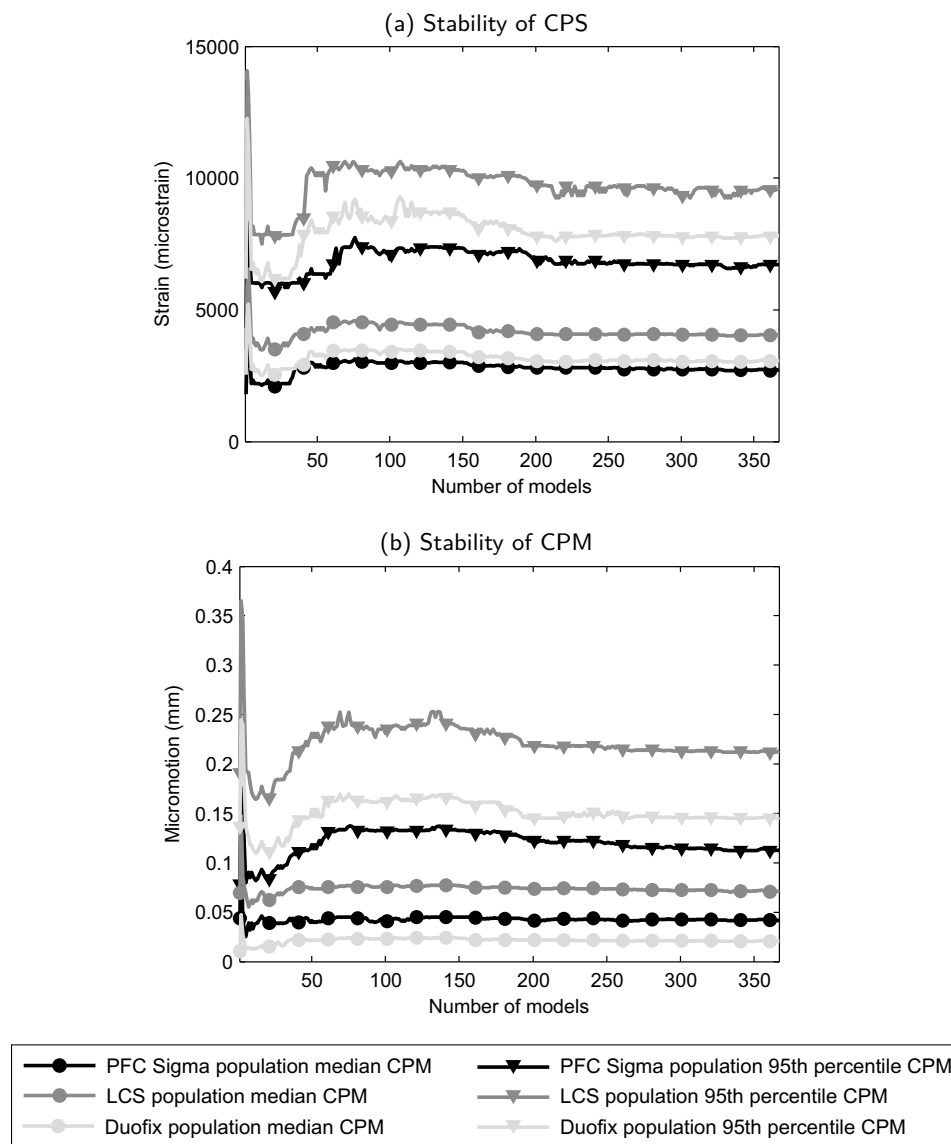 (a) Stability of CPS
15000
10000
5000
0
Strain (microstrain)
50 100 150 200 250 300 350
Number of models
(b) Stability of CPM
0.4
0.35
0.3
0.25
0.2
0.15
0.1
0.05
0
Micromotion (mm)
50 100 150 200 250 300 350
Number of models
PFC Sigma population median CPM
PFC Sigma population 95th percentile CPM
LCS population median CPM
LCS population 95th percentile CPM
Duofix population median CPM
Duofix population 95th percentile CPM